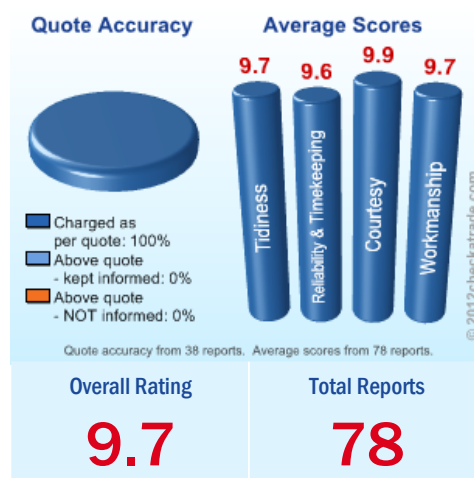 Quote Accuracy
Average Scores
9.7
9.6
9.9
9.7
Tidiness
Reliability & Timekeeping
Courtesy
Workmanship
Charged as
per quote: 100%
Above quote
- kept informed: 0%
Above quote
- NOT informed: 0%
© 2012checkatrade.com
Quote accuracy from 38 reports. Average scores from 78 reports.
Overall Rating
9.7
Total Reports
78